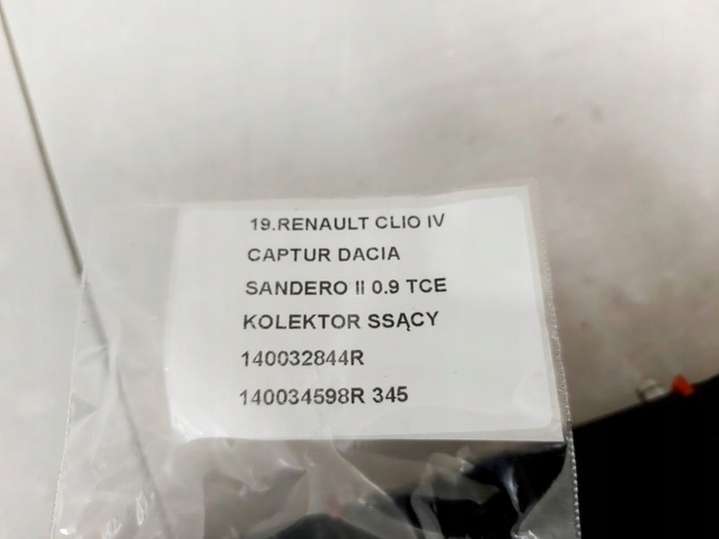 19.RENAULT CLIO IV
CAPTUR DACIA
SANDERO II 0.9 TCE
KOLEKTOR SSĄCY
140032844R
140034598R 345